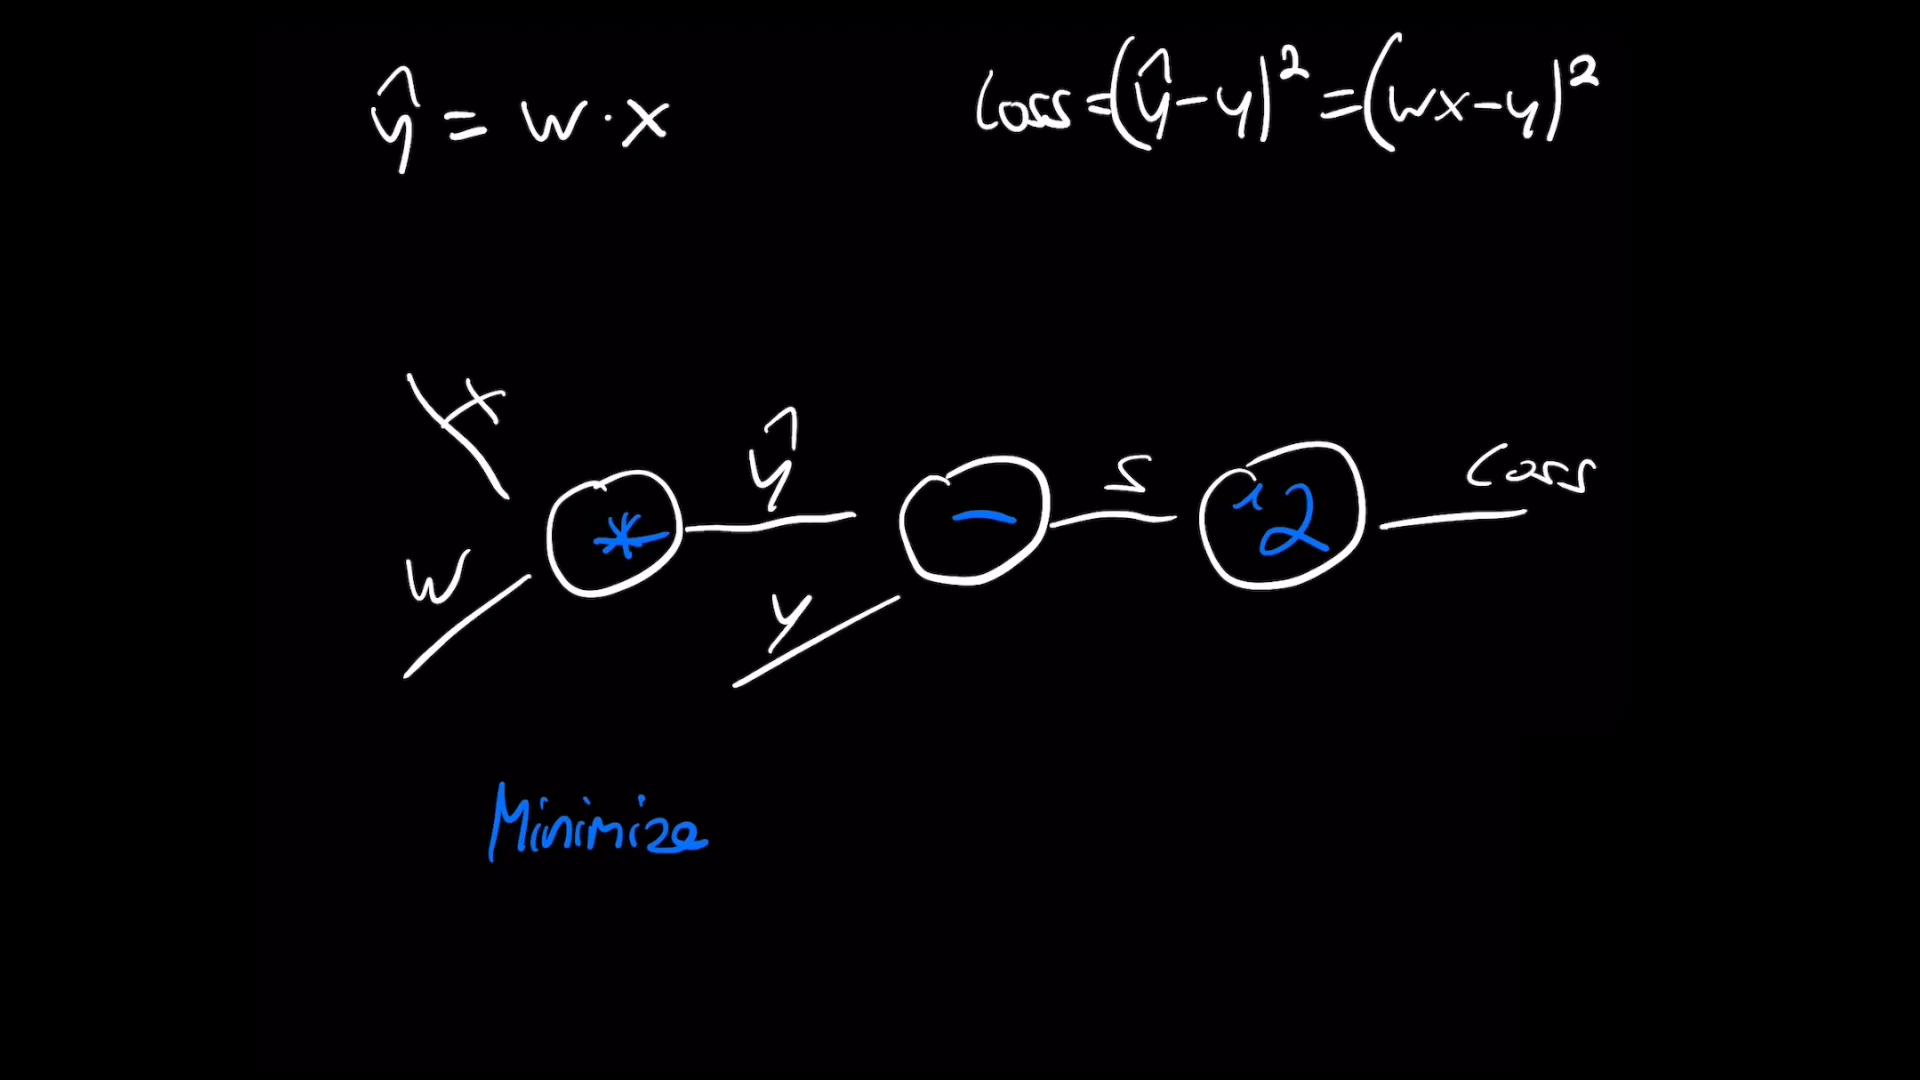 ŷ = w · x
loss = (ŷ - y)² = (wx - y)²
x
ŷ
s
loss
*
-
^2
w
y
Minimize